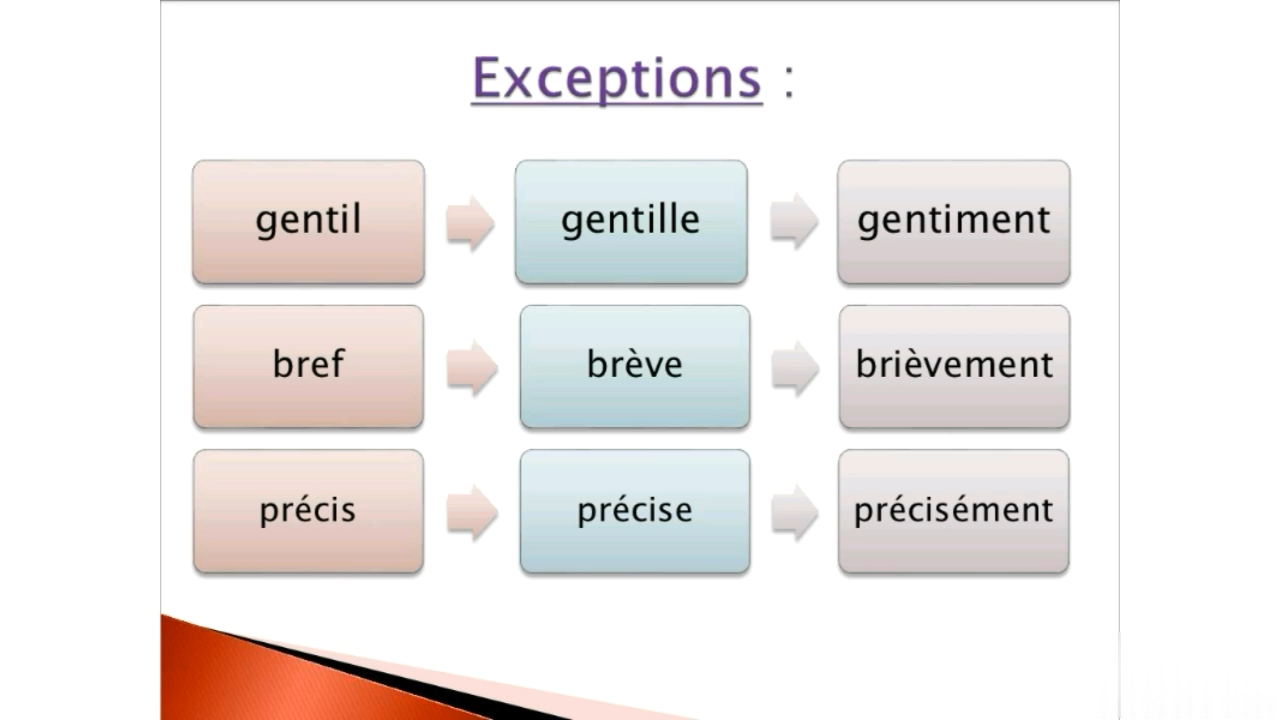 Exceptions :
gentil gentille gentiment
bref brève brièvement
précis précise précisément